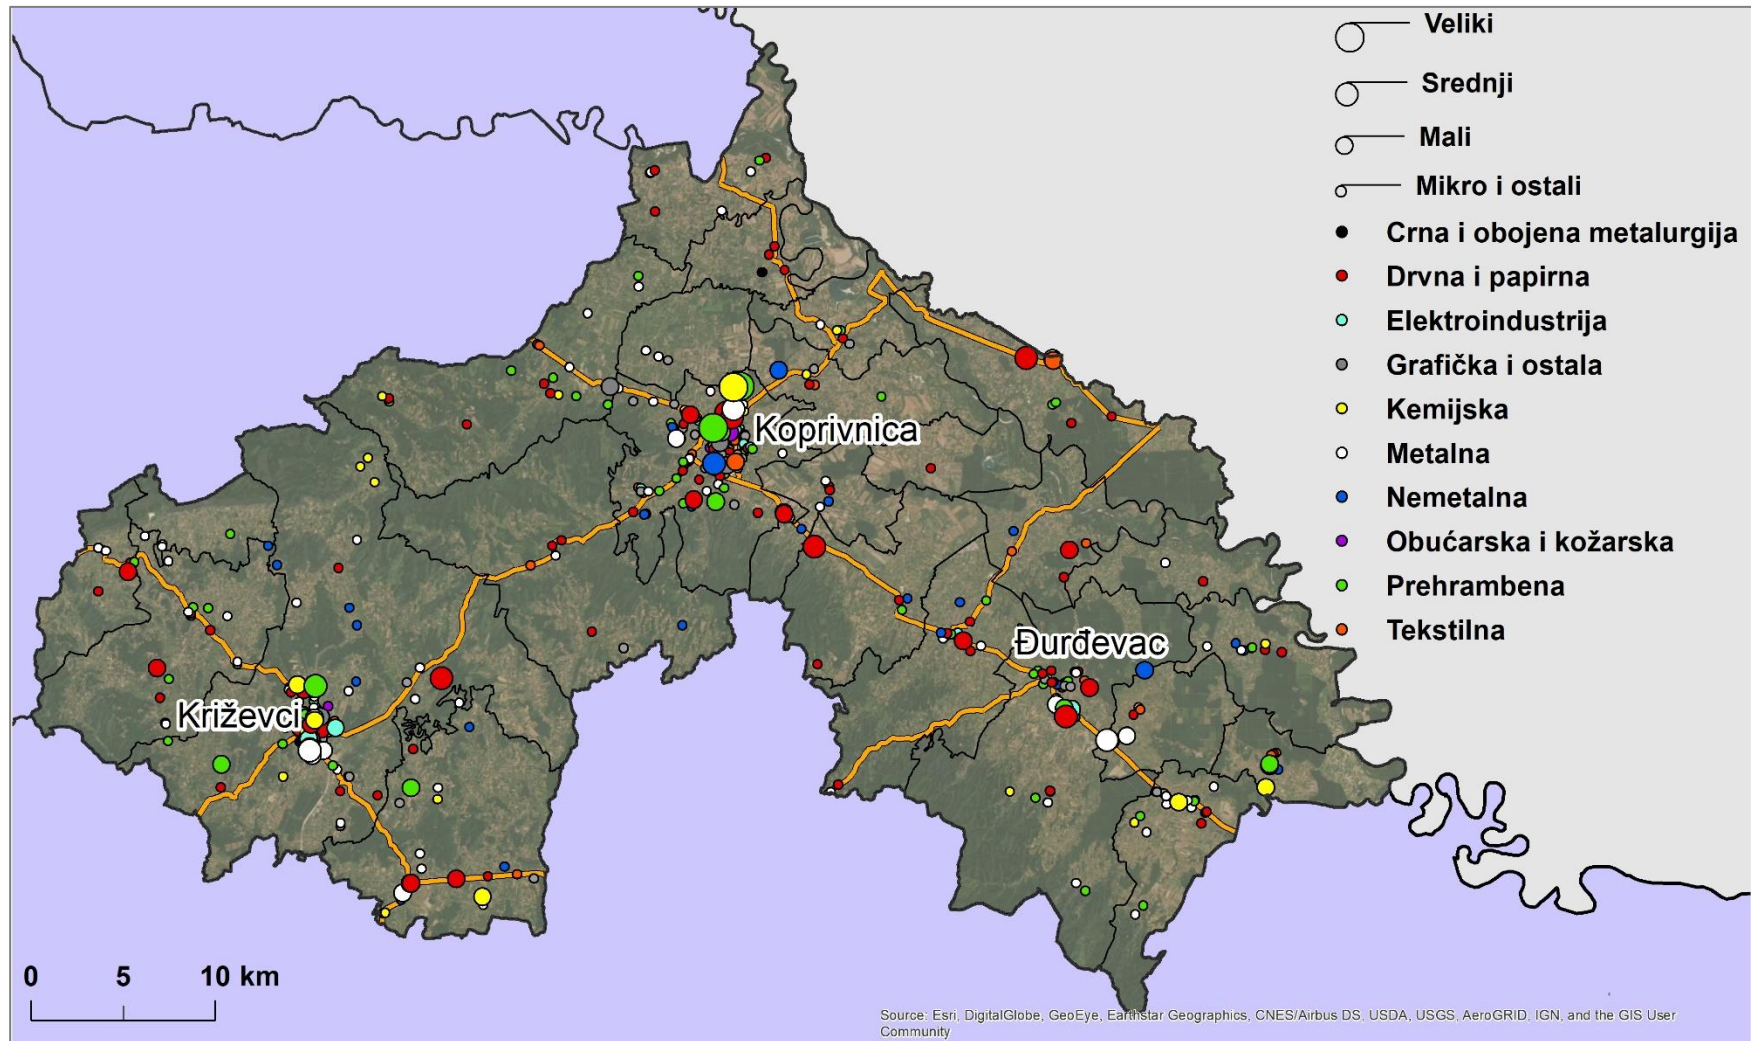 Veliki
Srednji
Mali
Mikro i ostali
Crna i obojena metalurgija
Drvna i papirna
Elektroindustrija
Grafička i ostala
Kemijska
Metalna
Nemetalna
Obućarska i kožarska
Prehrambena
Tekstilna
Koprivnica
Đurđevac
Križevci
0 5 10 km
Source: Esri, DigitalGlobe, GeoEye, Earthstar Geographics, CNES/Airbus DS, USDA, USGS, AeroGRID, IGN, and the GIS User
Community